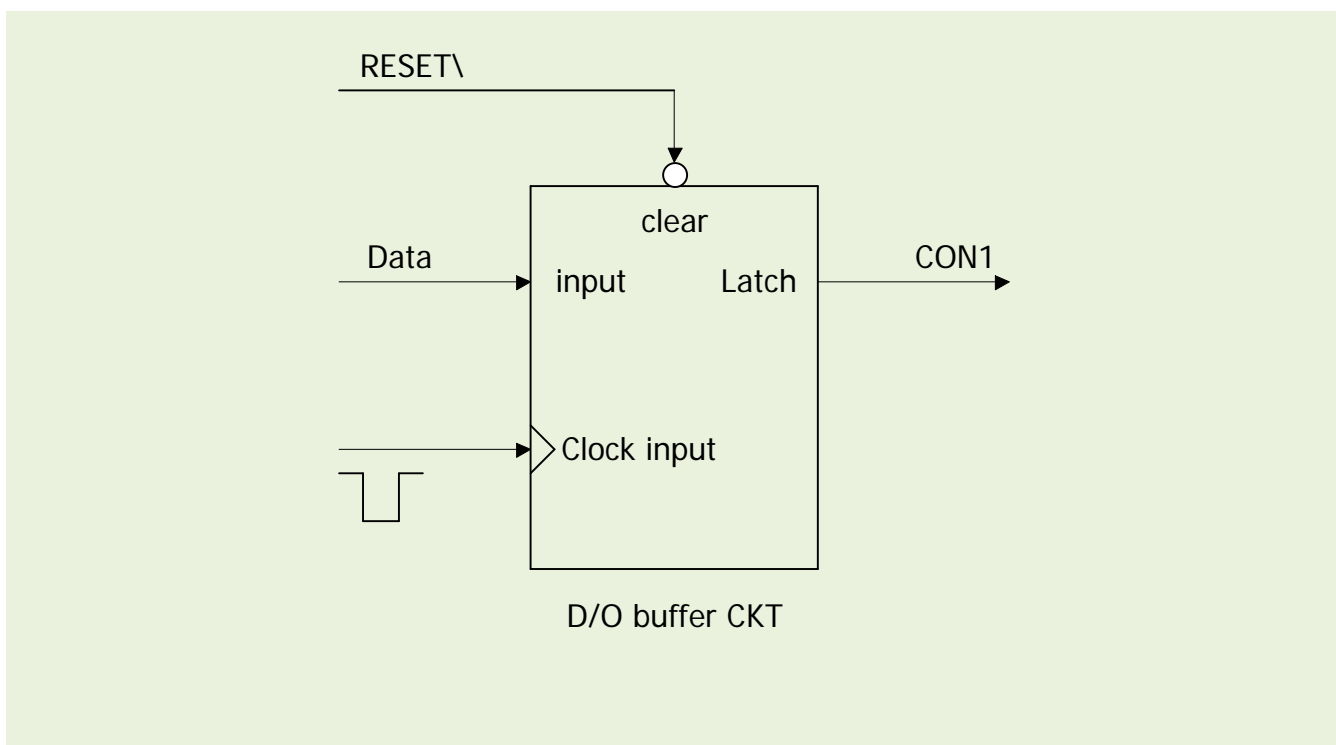 RESET\
clear
Data
CON1
input
Latch
Clock input
D/O buffer CKT